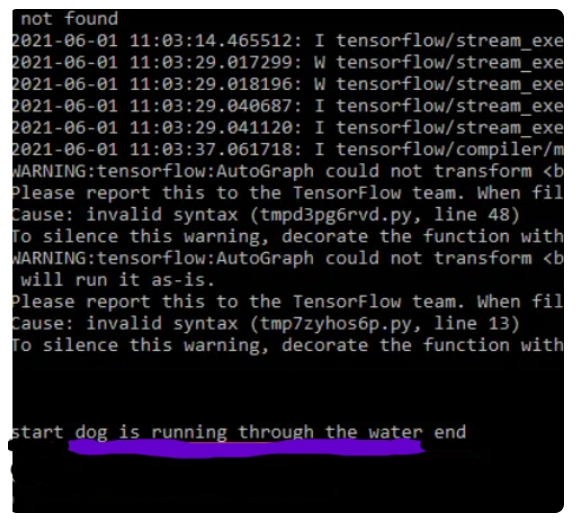 not found
2021-06-01 11:03:14.465512: I tensorflow/stream_exe
2021-06-01 11:03:29.017299: W tensorflow/stream_exe
2021-06-01 11:03:29.018196: W tensorflow/stream_exe
2021-06-01 11:03:29.040687: I tensorflow/stream_exe
2021-06-01 11:03:29.041120: I tensorflow/stream_exe
2021-06-01 11:03:37.061718: I tensorflow/compiler/m
WARNING:tensorflow:AutoGraph could not transform <b
Please report this to the TensorFlow team. When fil
Cause: invalid syntax (tmpd3pg6rvd.py, line 48)
To silence this warning, decorate the function with
WARNING:tensorflow:AutoGraph could not transform <b
will run it as-is.
Please report this to the TensorFlow team. When fil
Cause: invalid syntax (tmp7zyhos6p.py, line 13)
To silence this warning, decorate the function with
start dog is running through the water end